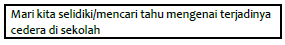 Mari kita selidiki/mencari tahu mengenai terjadinya
cedera di sekolah